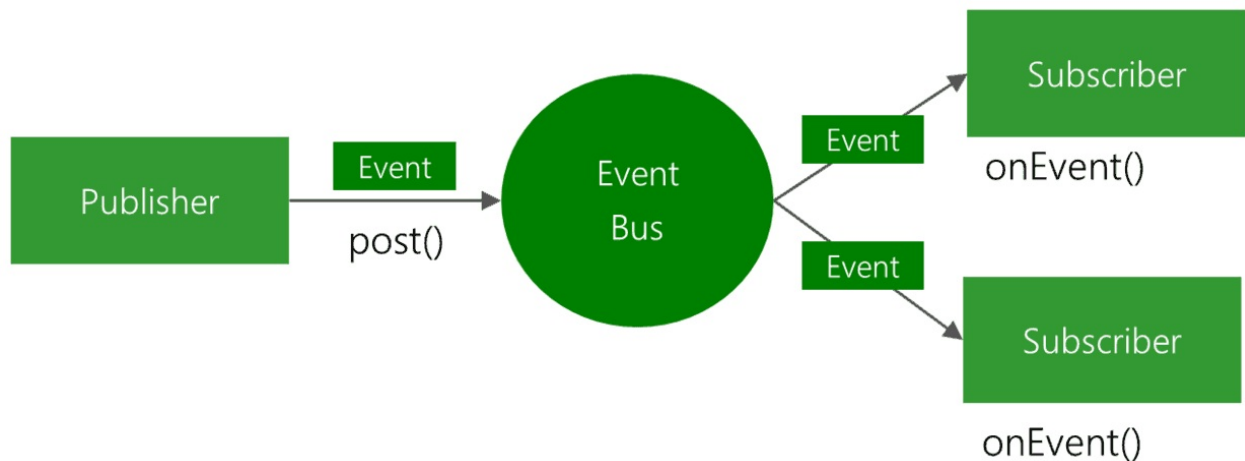 Publisher
Event
post()
Event
Bus
Event
Subscriber
onEvent()
Event
Subscriber
onEvent()